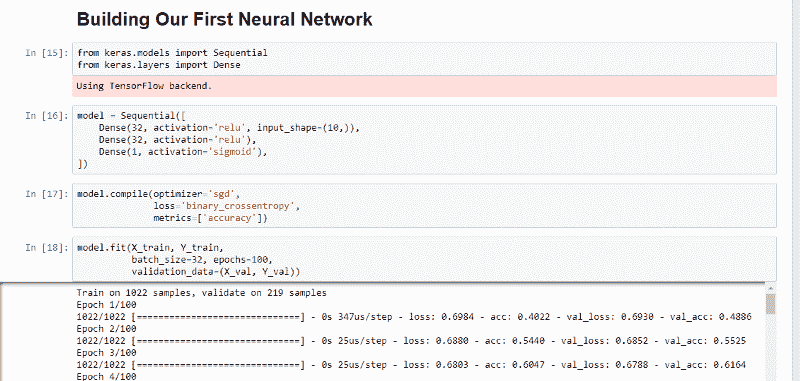 Building Our First Neural Network
In [15]: from keras.models import Sequential
from keras.layers import Dense
Using TensorFlow backend.
In [16]: model = Sequential([
    Dense(32, activation='relu', input_shape=(10,)),
    Dense(32, activation='relu'),
    Dense(1, activation='sigmoid'),
])
In [17]: model.compile(optimizer='sgd',
              loss='binary_crossentropy',
              metrics=['accuracy'])
In [18]: model.fit(X_train, Y_train,
          batch_size=32, epochs=100,
          validation_data=(X_val, Y_val))
Train on 1022 samples, validate on 219 samples
Epoch 1/100
1022/1022 [==============================] - 0s 347us/step - loss: 0.6984 - acc: 0.4022 - val_loss: 0.6930 - val_acc: 0.4886
Epoch 2/100
1022/1022 [==============================] - 0s 25us/step - loss: 0.6880 - acc: 0.5440 - val_loss: 0.6852 - val_acc: 0.5525
Epoch 3/100
1022/1022 [==============================] - 0s 25us/step - loss: 0.6803 - acc: 0.6047 - val_loss: 0.6788 - val_acc: 0.6164
Epoch 4/100